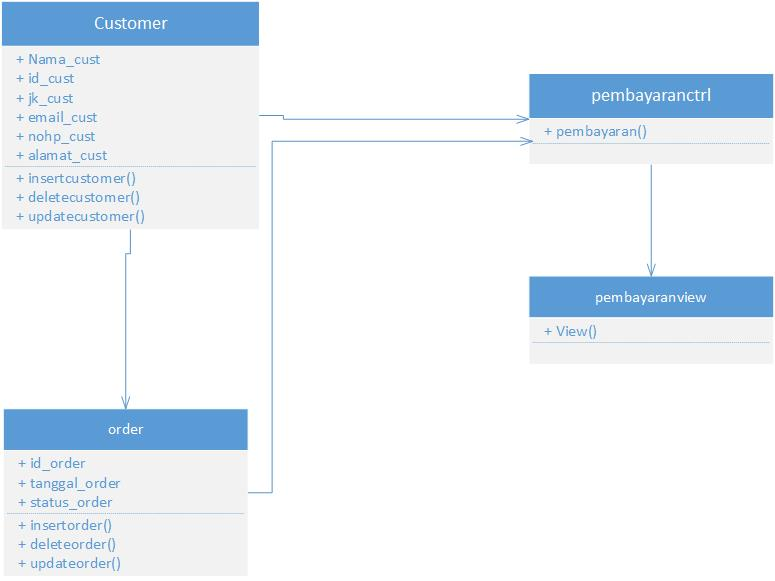 Customer
+ Nama_cust
+ id_cust
+ jk_cust
+ email_cust
+ nohp_cust
+ alamat_cust
+ insertcustomer()
+ deletecustomer()
+ updatecustomer()
pembayaranctrl
+ pembayaran()
pembayaranview
+ View()
order
+ id_order
+ tanggal_order
+ status_order
+ insertorder()
+ deleteorder()
+ updateorder()